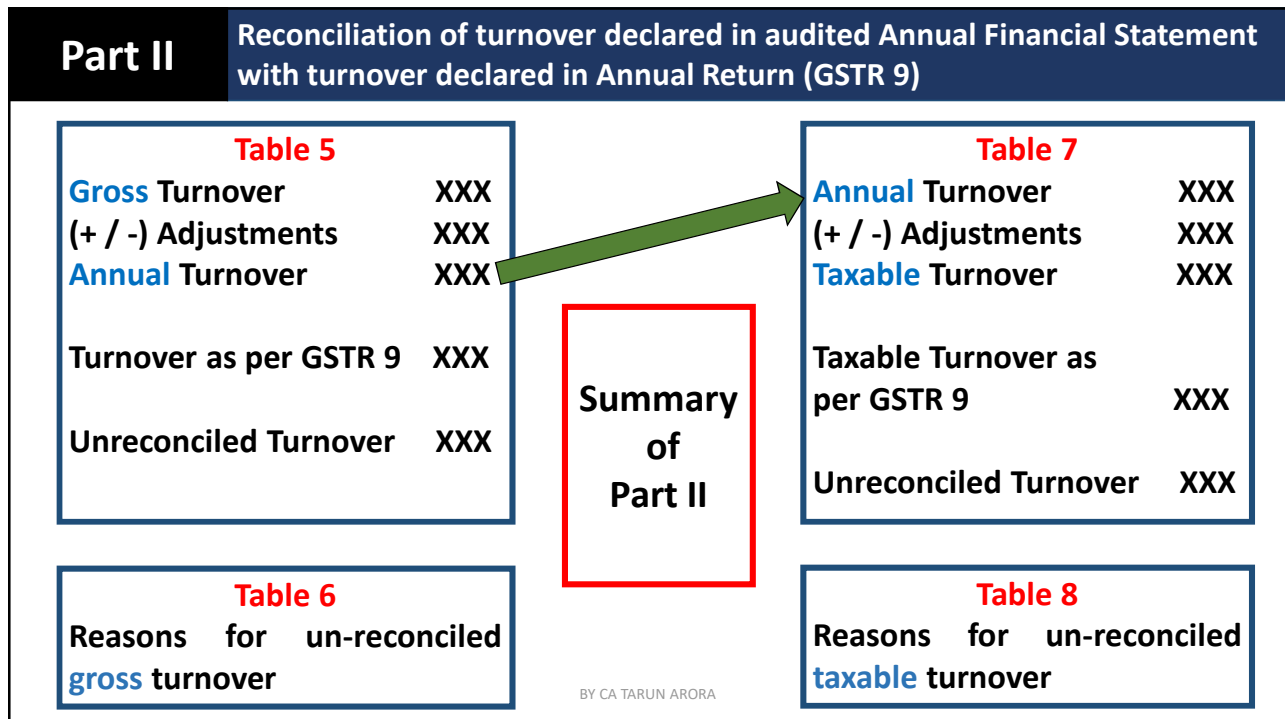 Part II
Reconciliation of turnover declared in audited Annual Financial Statement
with turnover declared in Annual Return (GSTR 9)
Table 5
Gross Turnover XXX
(+ / -) Adjustments XXX
Annual Turnover XXX
Turnover as per GSTR 9 XXX
Unreconciled Turnover XXX
Table 7
Annual Turnover XXX
(+ / -) Adjustments XXX
Taxable Turnover XXX
Taxable Turnover as
per GSTR 9 XXX
Unreconciled Turnover XXX
Summary
of
Part II
Table 6
Reasons for un-reconciled
gross turnover
Table 8
Reasons for un-reconciled
taxable turnover
BY CA TARUN ARORA